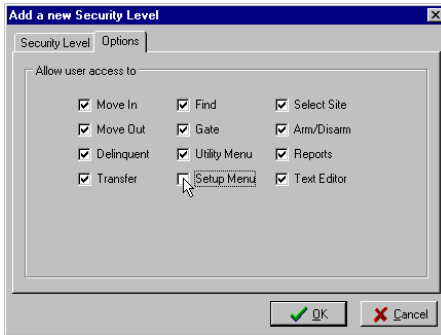 Add a new Security Level
Security Level Options
Allow user access to
Move In Find Select Site
Move Out Gate Arm/Disarm
Delinquent Utility Menu Reports
Transfer Setup Menu Text Editor
OK Cancel